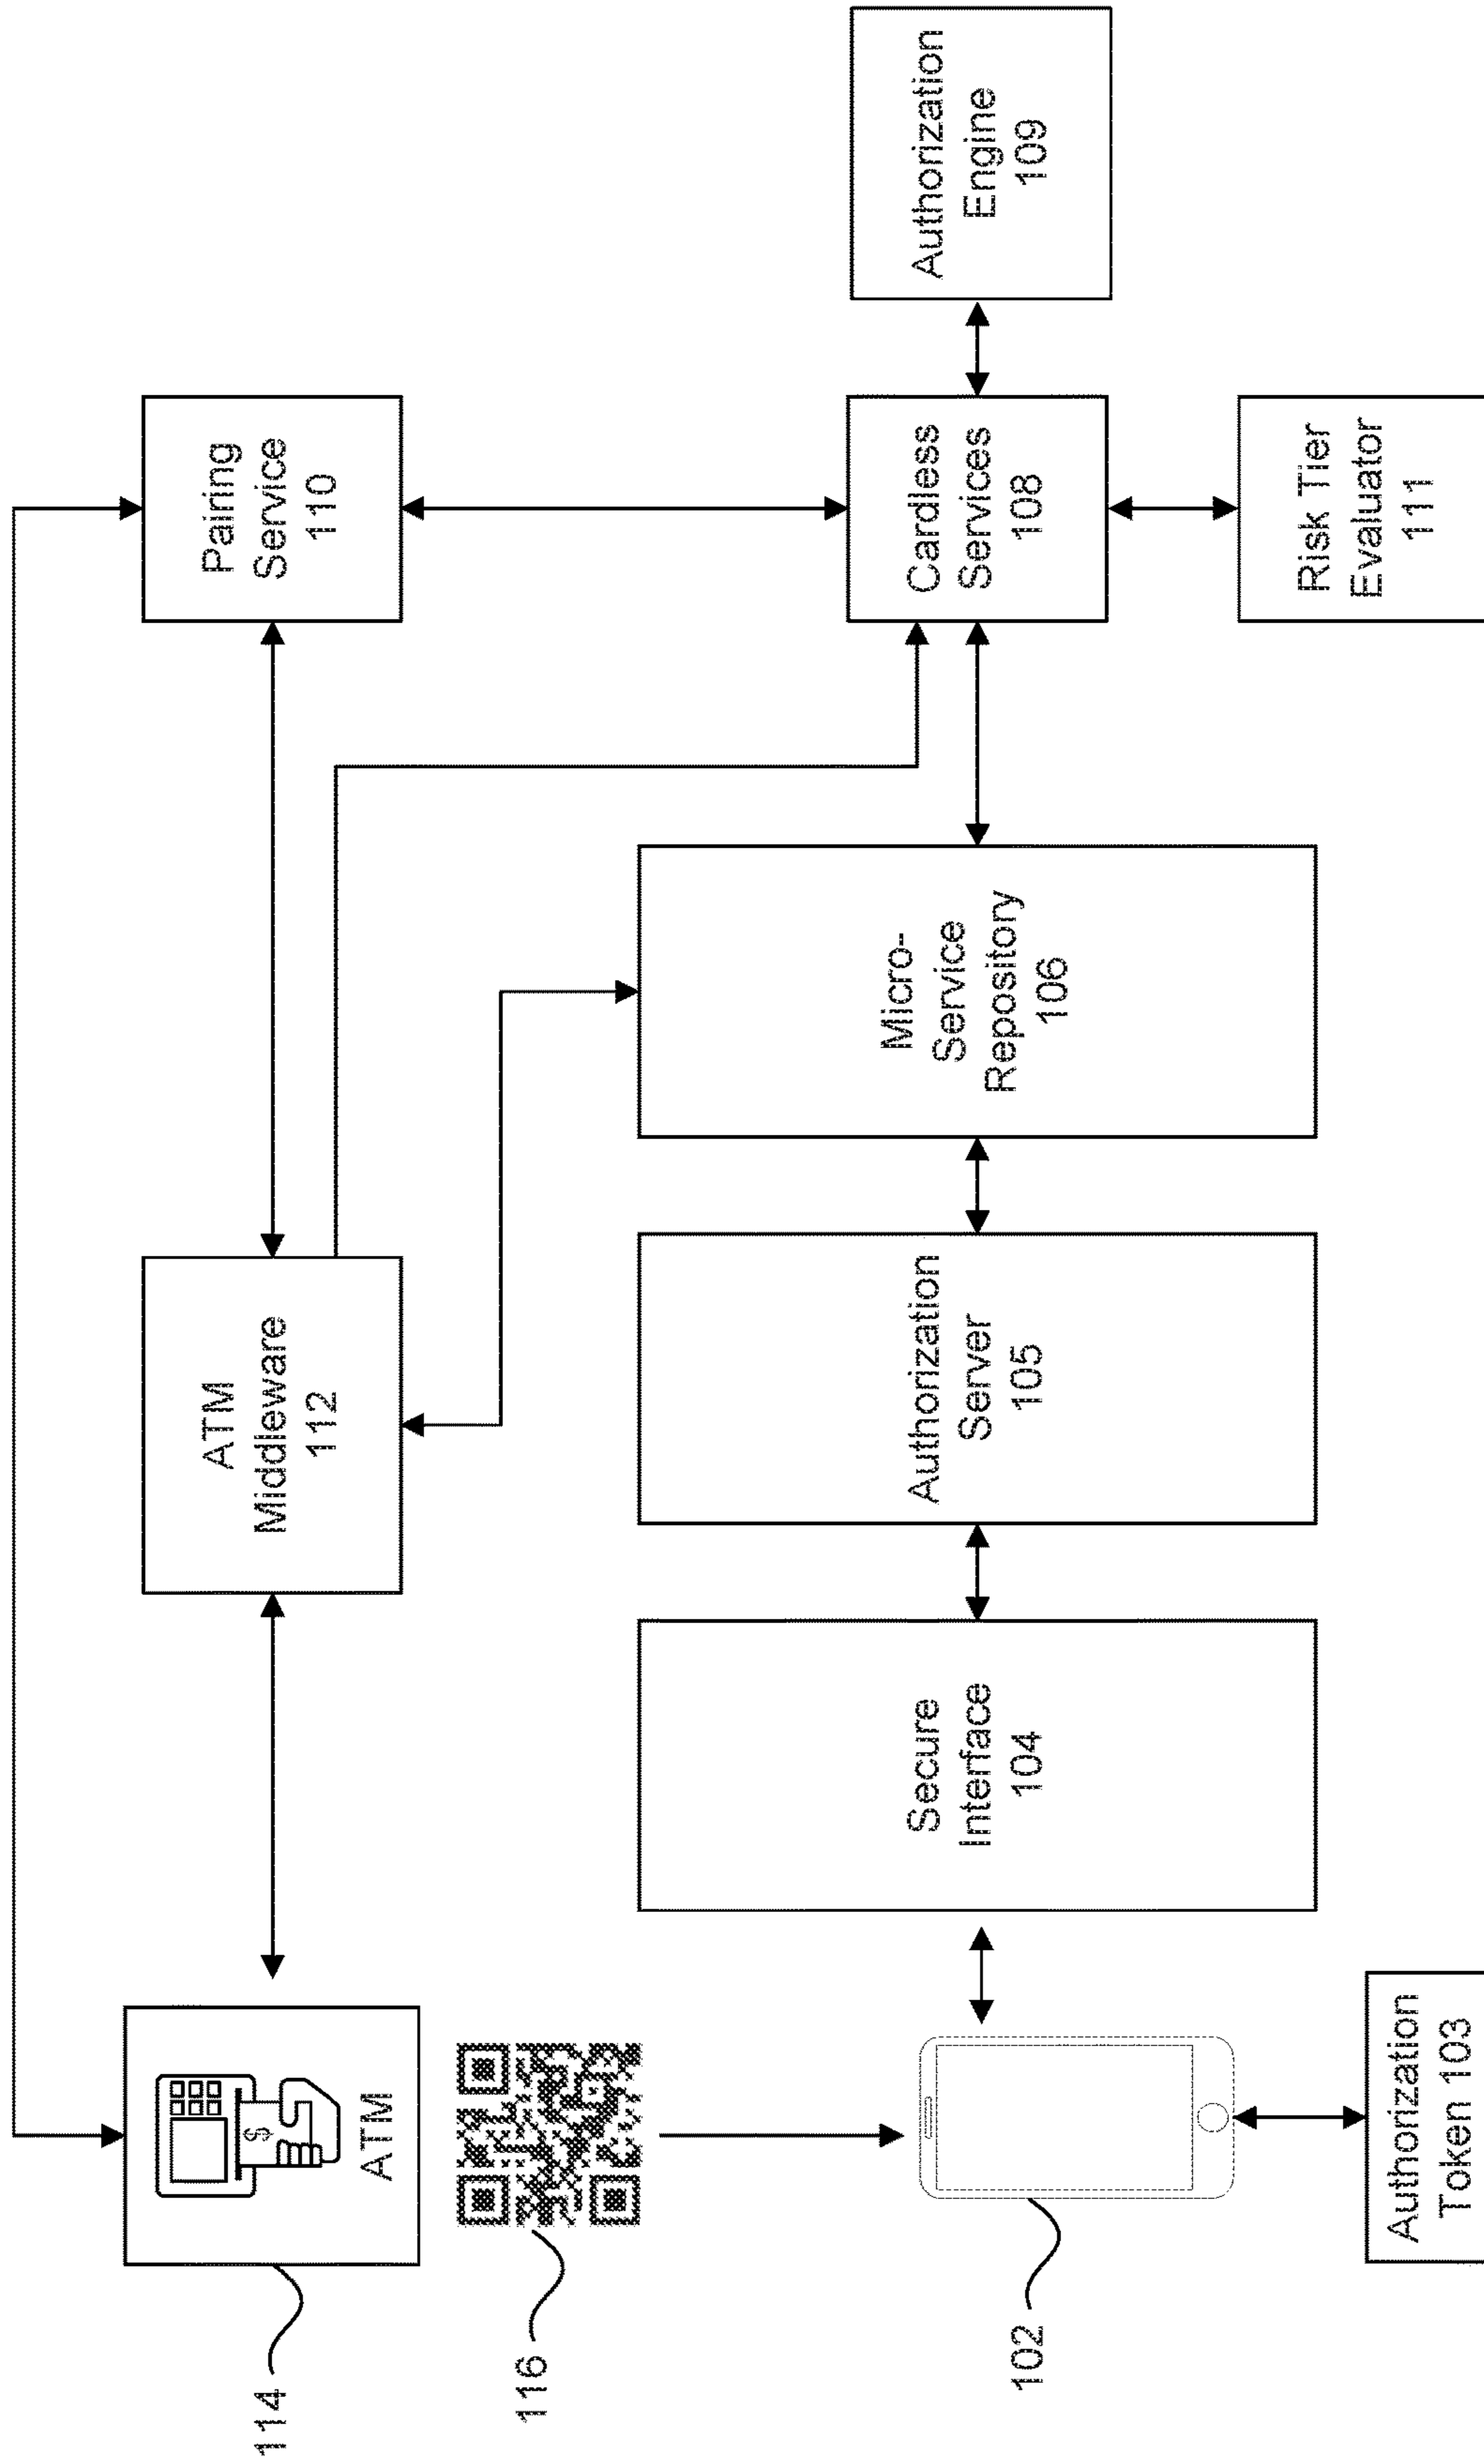 114
$
ATM
ATM
Middleware
112
Pairing
Service
110
116
102
Secure
Interface
104
Authorization
Server
105
Micro-
Service
Repository
106
Cardless
Services
108
Authorization
Engine
109
Authorization
Token 103
Risk Tier
Evaluator
111